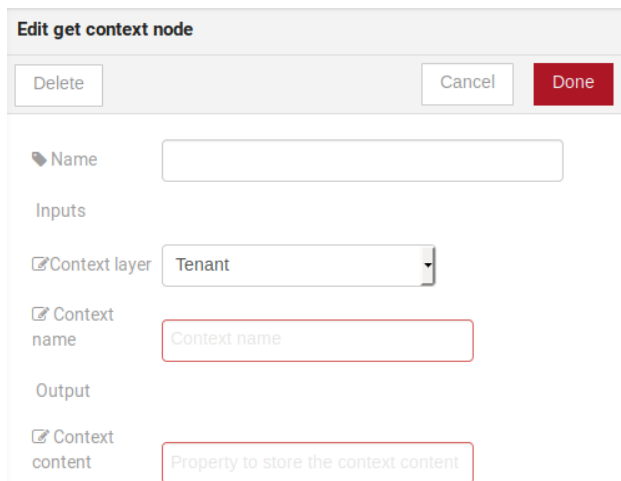 Edit get context node
Delete
Cancel
Done
Name
Inputs
Context layer
Tenant
Context
name
Context name
Output
Context
content
Property to store the context content